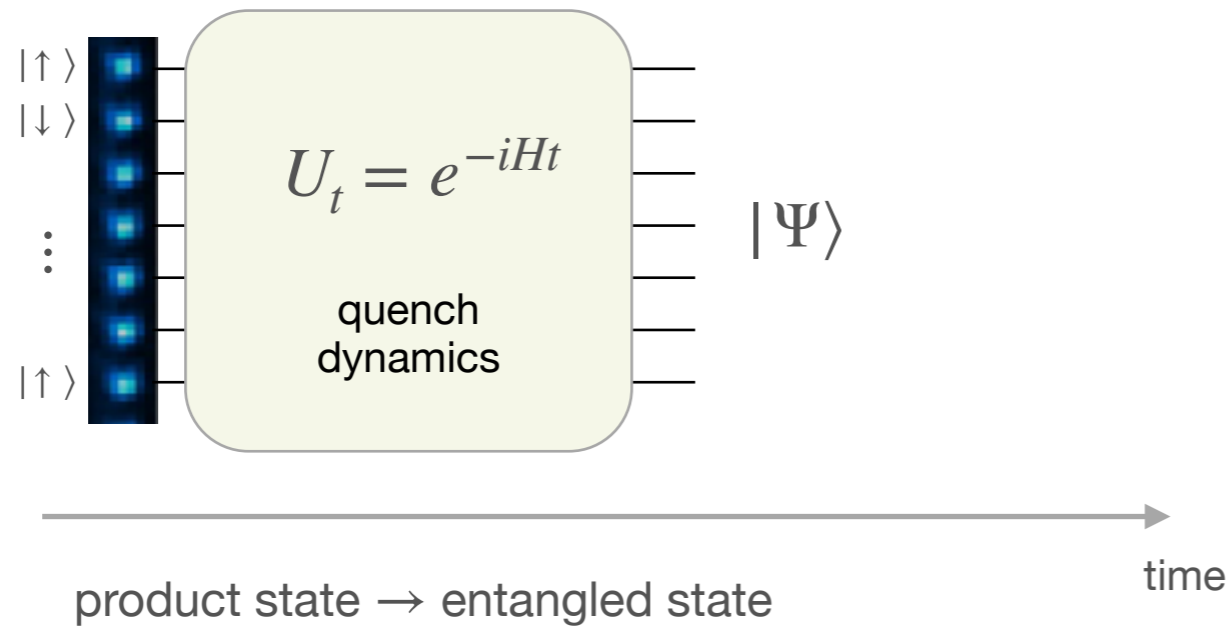 |↑⟩
|↓⟩
⋮
|↑⟩
U_t = e^{-iHt}
quench
dynamics
|Ψ⟩
time
product state → entangled state